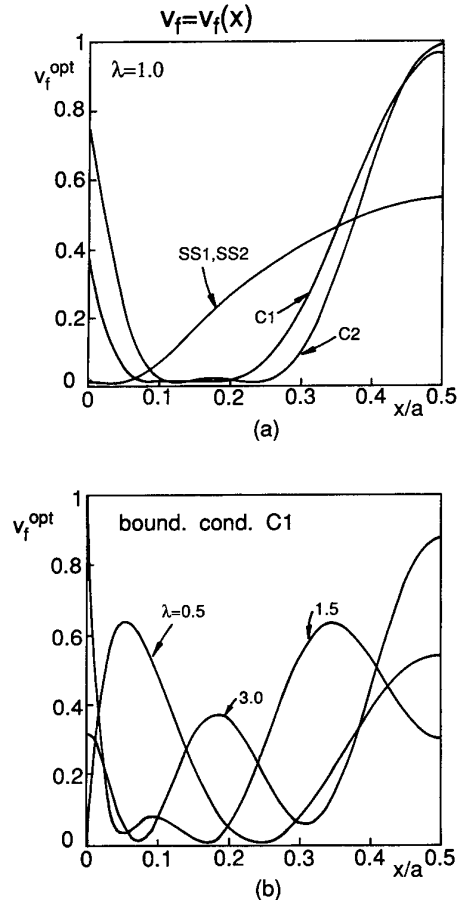 v_f=v_f(x)
v_f^opt
λ=1.0
1
0.8
0.6
0.4
0.2
0
SS1,SS2
C1
C2
0 0.1 0.2 0.3 0.4 0.5
x/a
(a)
v_f^opt
bound. cond. C1
1
0.8
0.6
0.4
0.2
0
λ=0.5
1.5
3.0
0 0.1 0.2 0.3 0.4 0.5
x/a
(b)